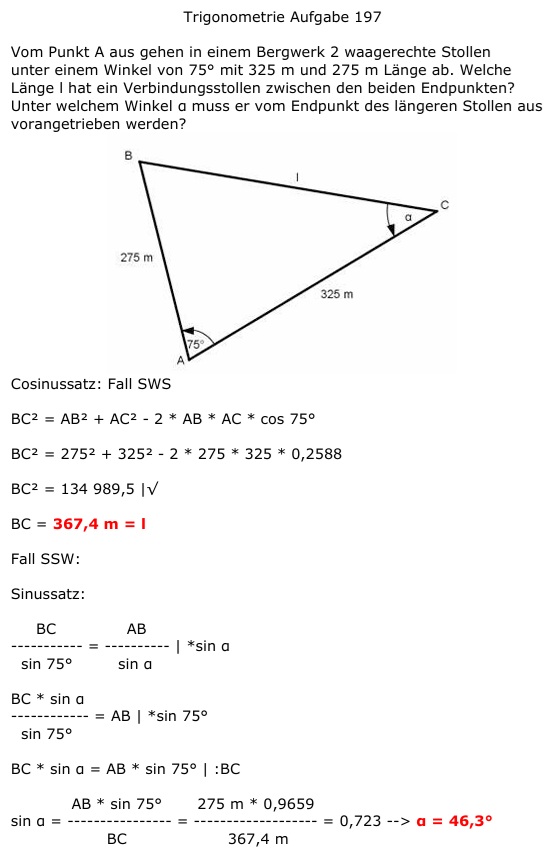 Trigonometrie Aufgabe 197
Vom Punkt A aus gehen in einem Bergwerk 2 waagerechte Stollen
unter einem Winkel von 75° mit 325 m und 275 m Länge ab. Welche
Länge l hat ein Verbindungsstollen zwischen den beiden Endpunkten?
Unter welchem Winkel α muss er vom Endpunkt des längeren Stollen aus
vorangetrieben werden?
B
l
C
α
275 m
325 m
75°
A
Cosinussatz: Fall SWS
BC² = AB² + AC² - 2 * AB * AC * cos 75°
BC² = 275² + 325² - 2 * 275 * 325 * 0,2588
BC² = 134 989,5 |√
BC = 367,4 m = l
Fall SSW:
Sinussatz:
BC AB
------------ = ---------- | *sin α
sin 75° sin α
BC * sin α
------------- = AB | *sin 75°
sin 75°
BC * sin α = AB * sin 75° | :BC
AB * sin 75° 275 m * 0,9659
sin α = ----------------- = -------------------- = 0,723 --> α = 46,3°
BC 367,4 m